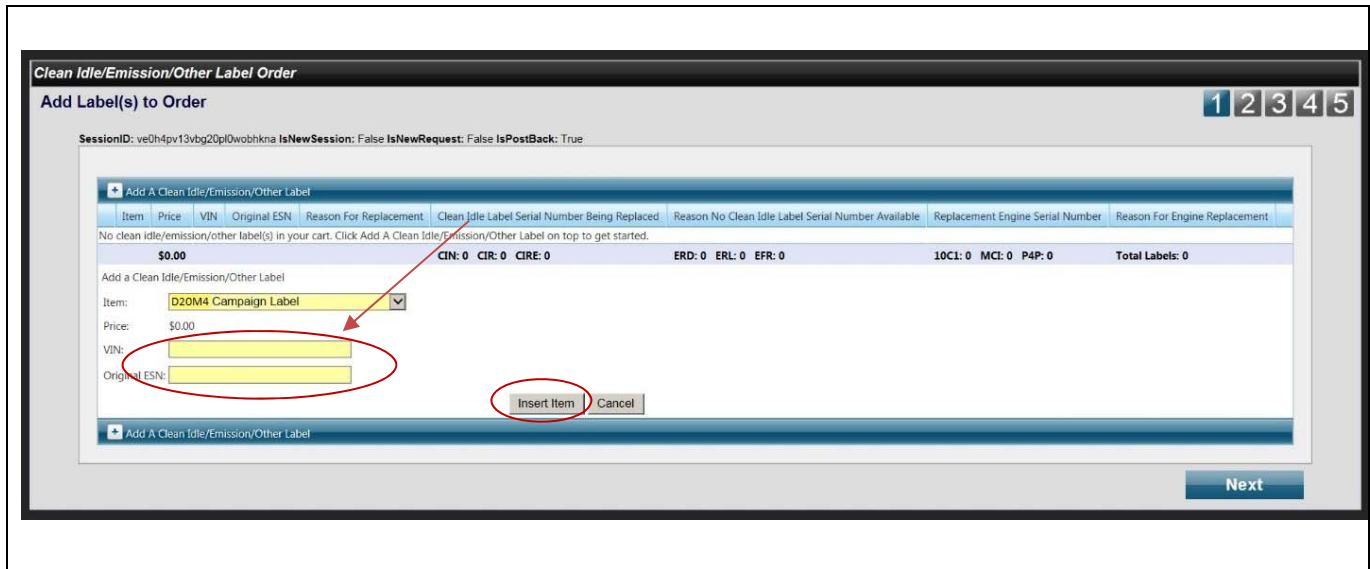 Clean Idle/Emission/Other Label Order
Add Label(s) to Order
1 2 3 4 5
SessionID: ve0h4pv13vbg20pl0wobhkna IsNewSession: False IsNewRequest: False IsPostBack: True
+ Add A Clean Idle/Emission/Other Label
Item Price VIN Original ESN Reason For Replacement Clean Idle Label Serial Number Being Replaced Reason No Clean Idle Label Serial Number Available Replacement Engine Serial Number Reason For Engine Replacement
No clean idle/emission/other label(s) in your cart. Click Add A Clean Idle/Emission/Other Label on top to get started.
$0.00 CIN: 0 CIR: 0 CIRE: 0 ERD: 0 ERL: 0 EFR: 0 10C1: 0 MCI: 0 P4P: 0 Total Labels: 0
Add a Clean Idle/Emission/Other Label
Item: D20M4 Campaign Label
Price: $0.00
VIN:
Original ESN:
Insert Item Cancel
+ Add A Clean Idle/Emission/Other Label
Next